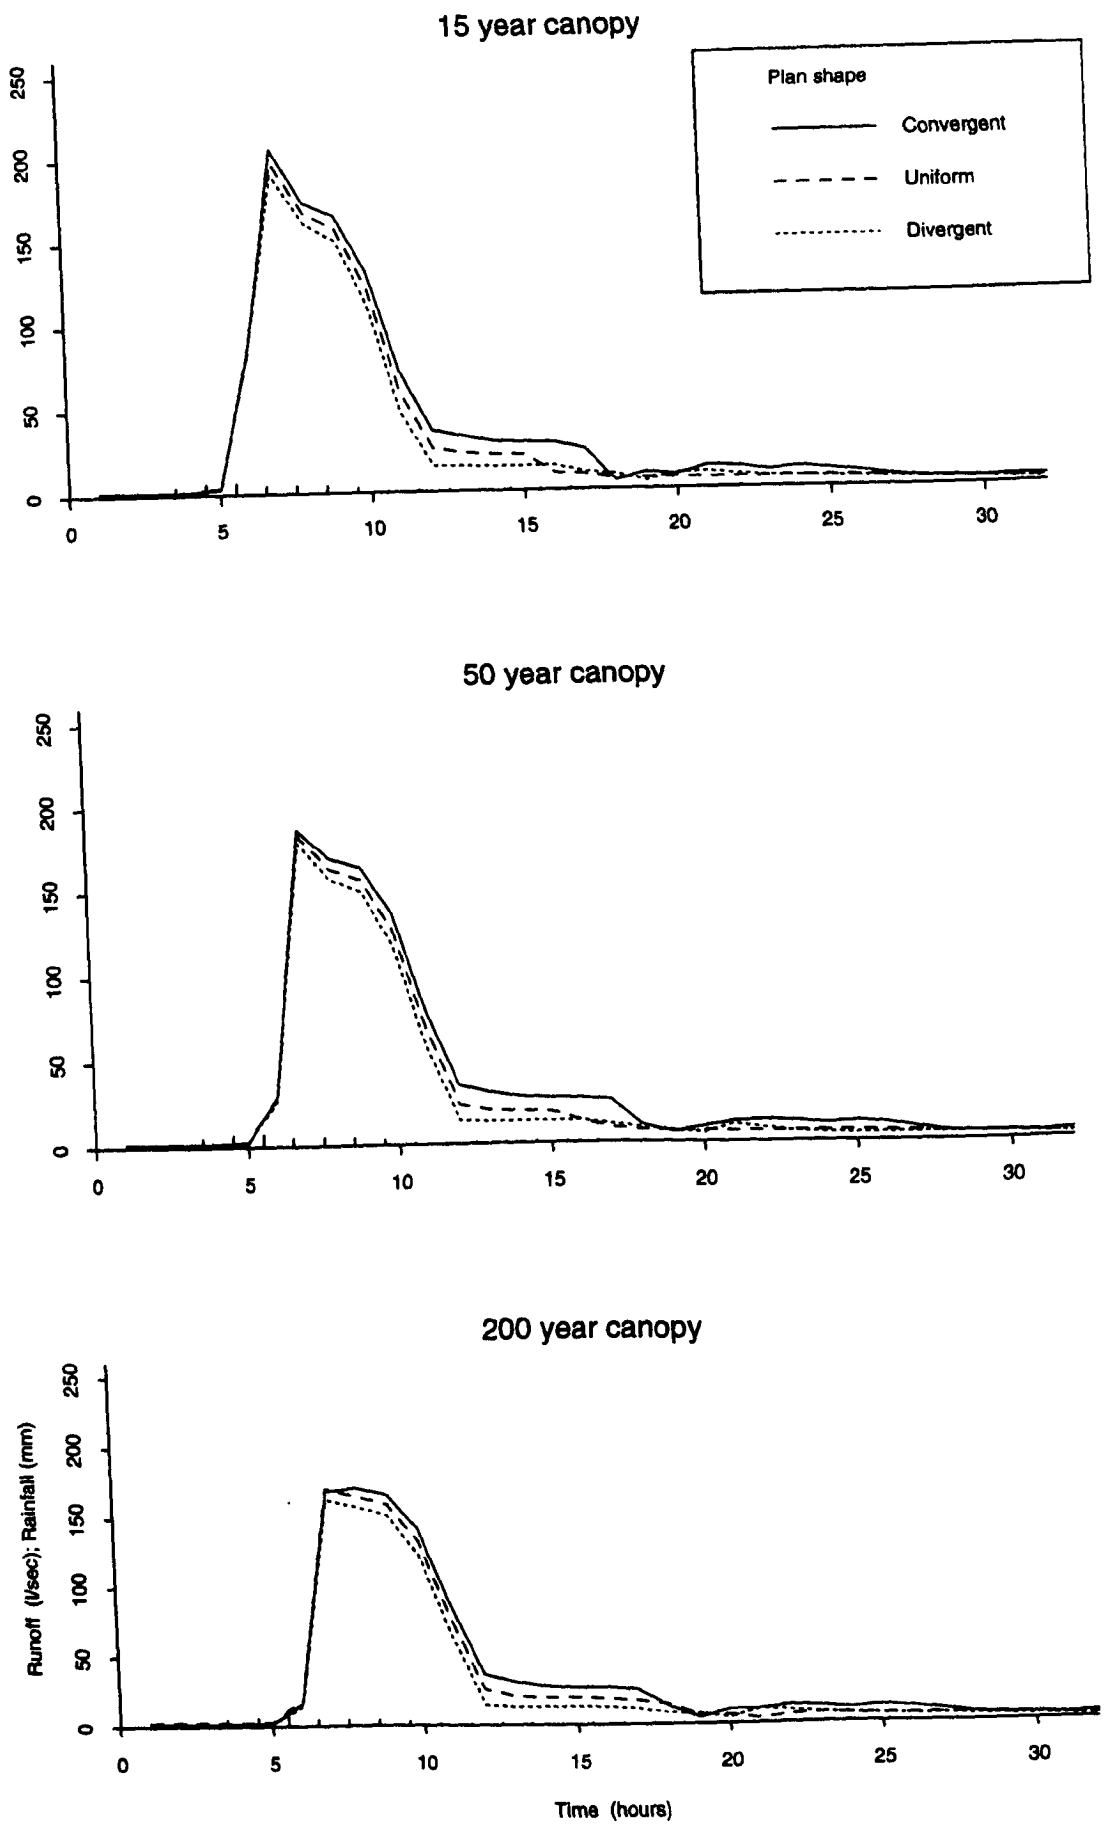 15 year canopy
Plan shape
Convergent
Uniform
Divergent
250
200
150
100
50
0
0 5 10 15 20 25 30
50 year canopy
250
200
150
100
50
0
0 5 10 15 20 25 30
200 year canopy
Runoff (l/sec); Rainfall (mm)
250
200
150
100
50
0
0 5 10 15 20 25 30
Time (hours)